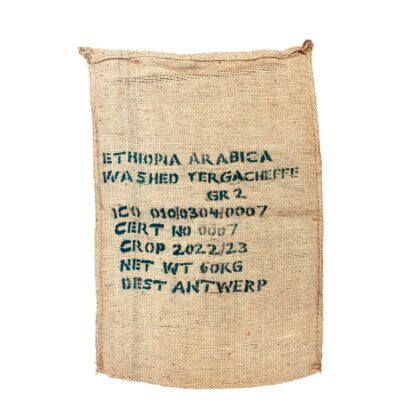 ETHIOPIA ARABICA
WASHED YERGACHEFFE
GR 2
ICO 010/0304/0007
CERT NO 0007
CROP 2022/23
NET WT 60KG
DEST ANTWERP